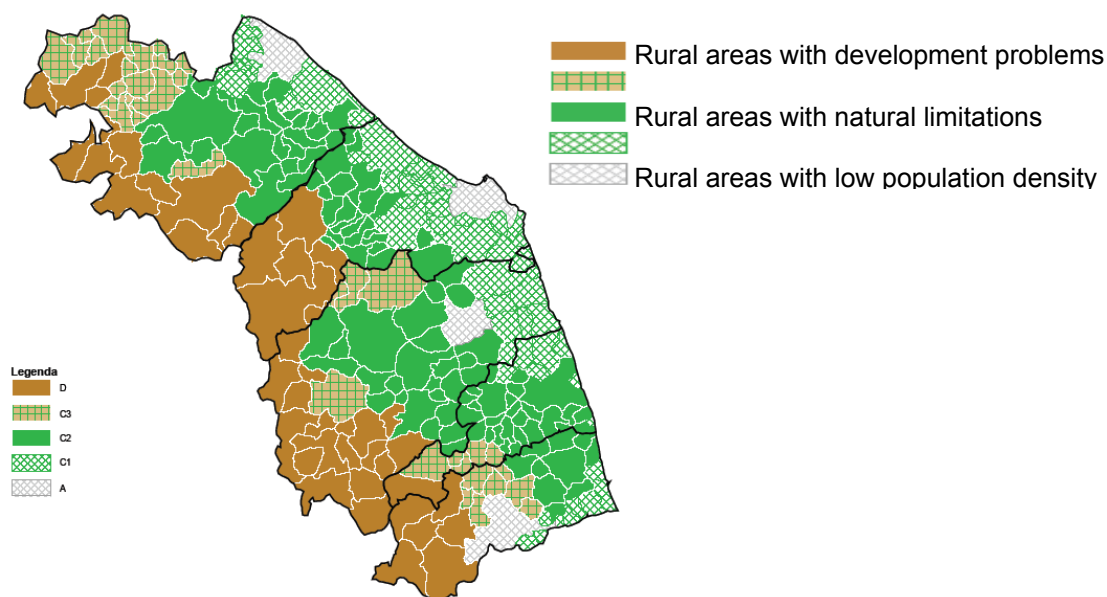 Rural areas with development problems
Rural areas with natural limitations
Rural areas with low population density
Legenda
D
C3
C2
C1
A